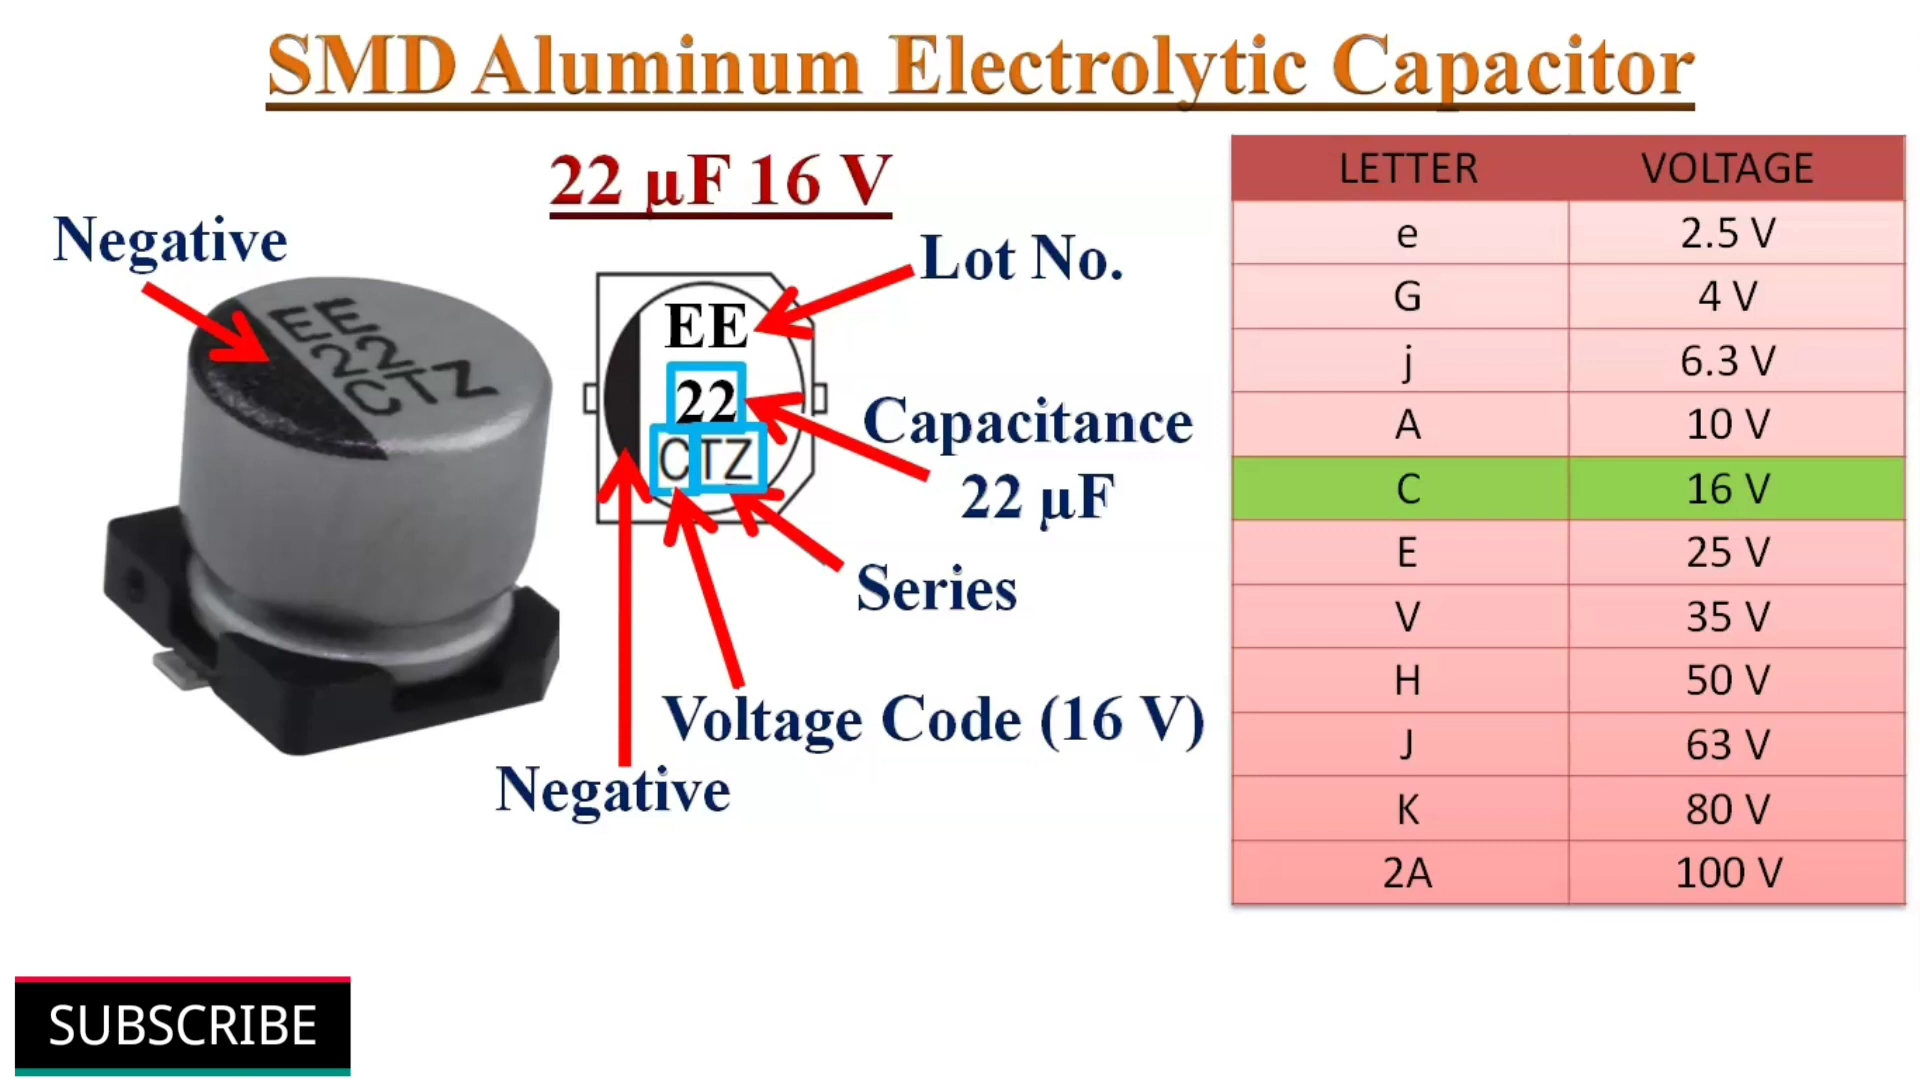 SMD Aluminum Electrolytic Capacitor
22 µF 16 V
Negative
EE
22
CTZ
EE
22
CTZ
Lot No.
Capacitance
22 µF
Series
Voltage Code (16 V)
Negative
LETTER VOLTAGE
e 2.5 V
G 4 V
j 6.3 V
A 10 V
C 16 V
E 25 V
V 35 V
H 50 V
J 63 V
K 80 V
2A 100 V
SUBSCRIBE